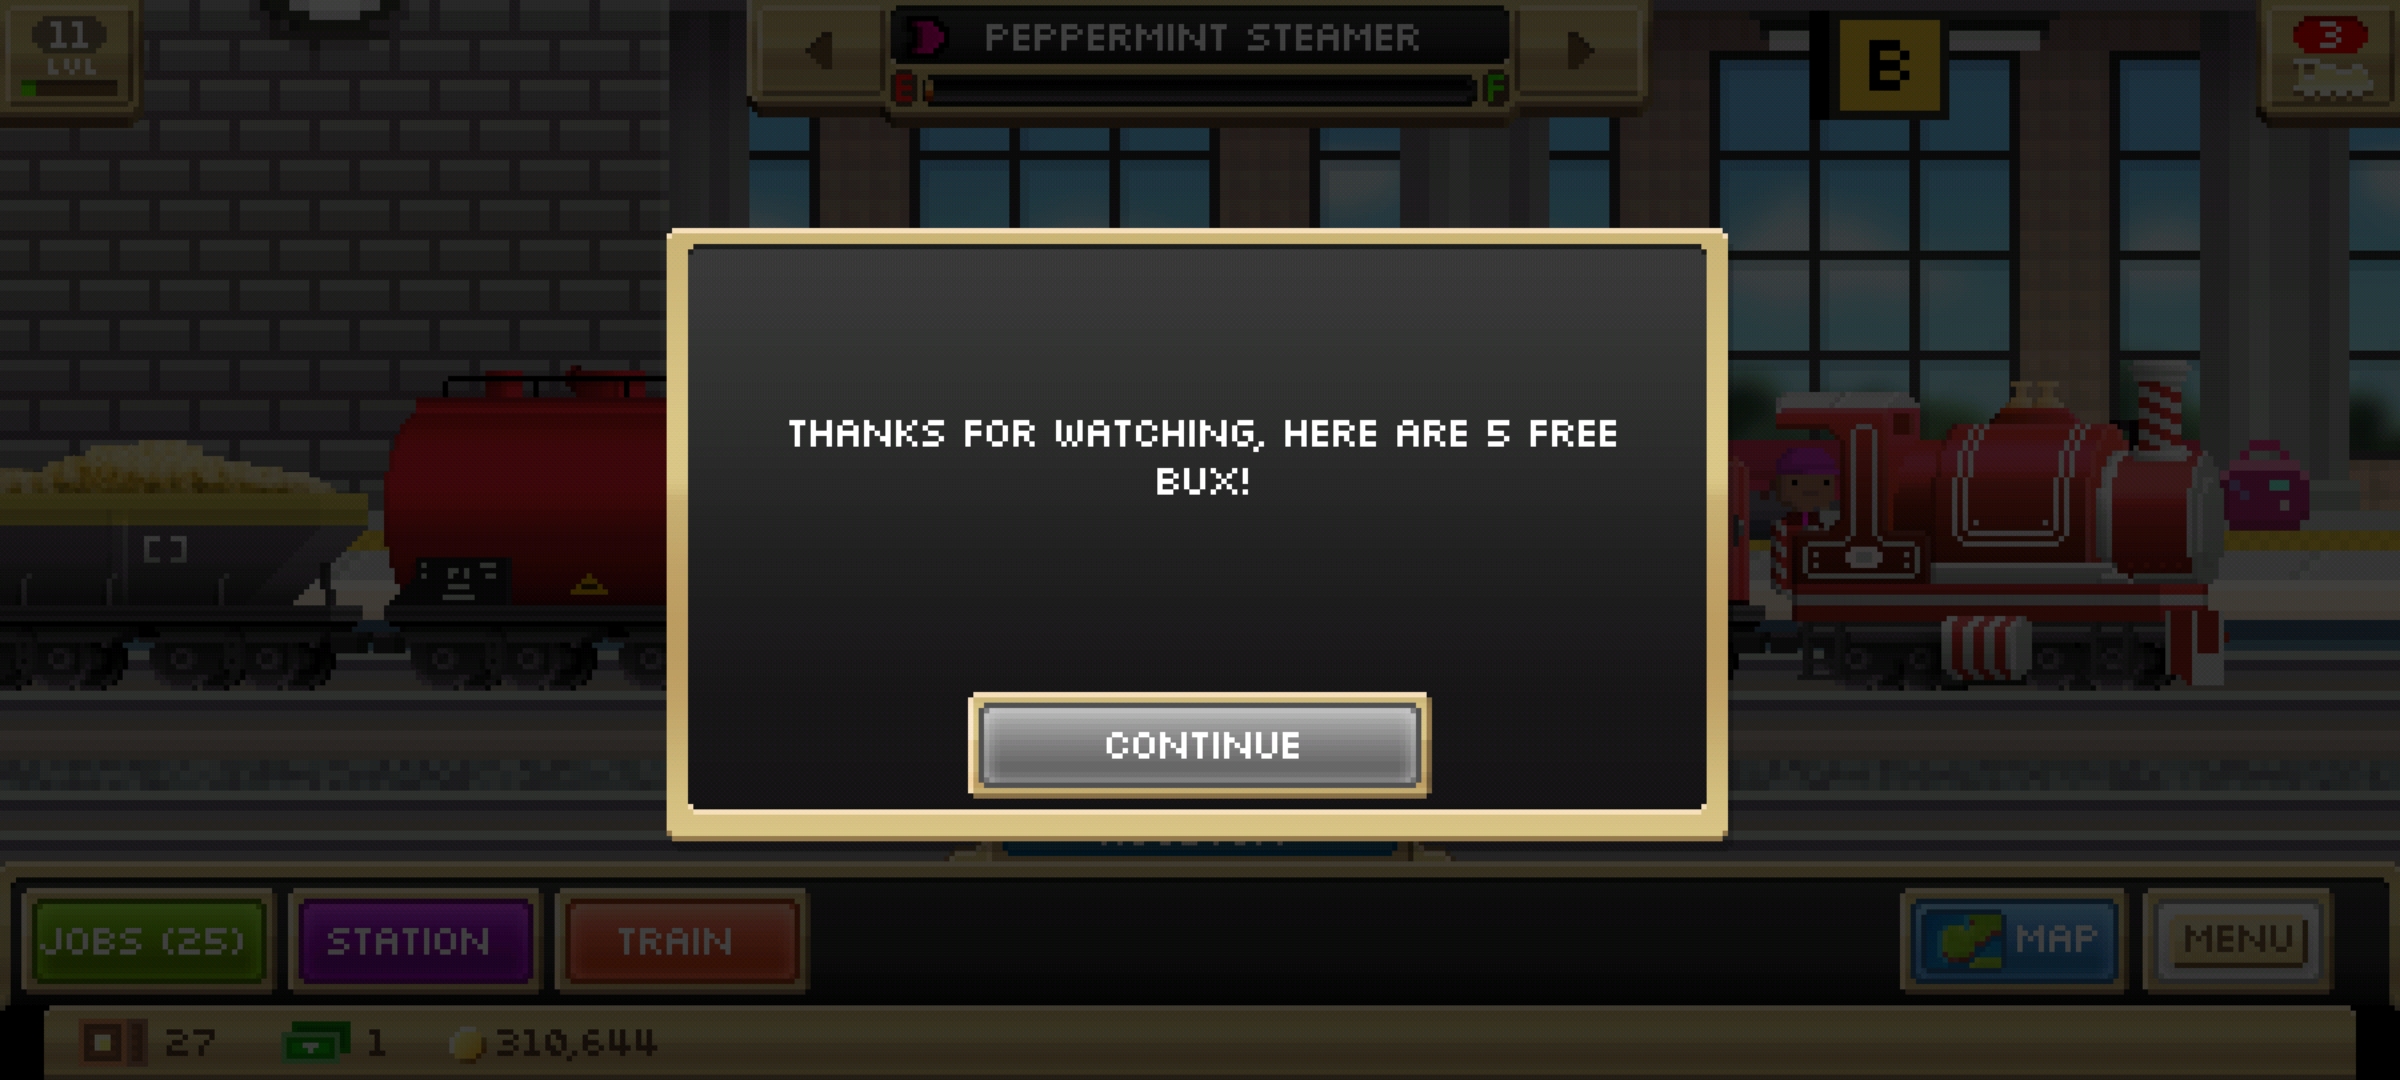 11
LVL
PEPPERMINT STEAMER
E
F
B
3
THANKS FOR WATCHING, HERE ARE 5 FREE
BUX!
CONTINUE
JOBS (25)
STATION
TRAIN
MAP
MENU
27
1
310,644